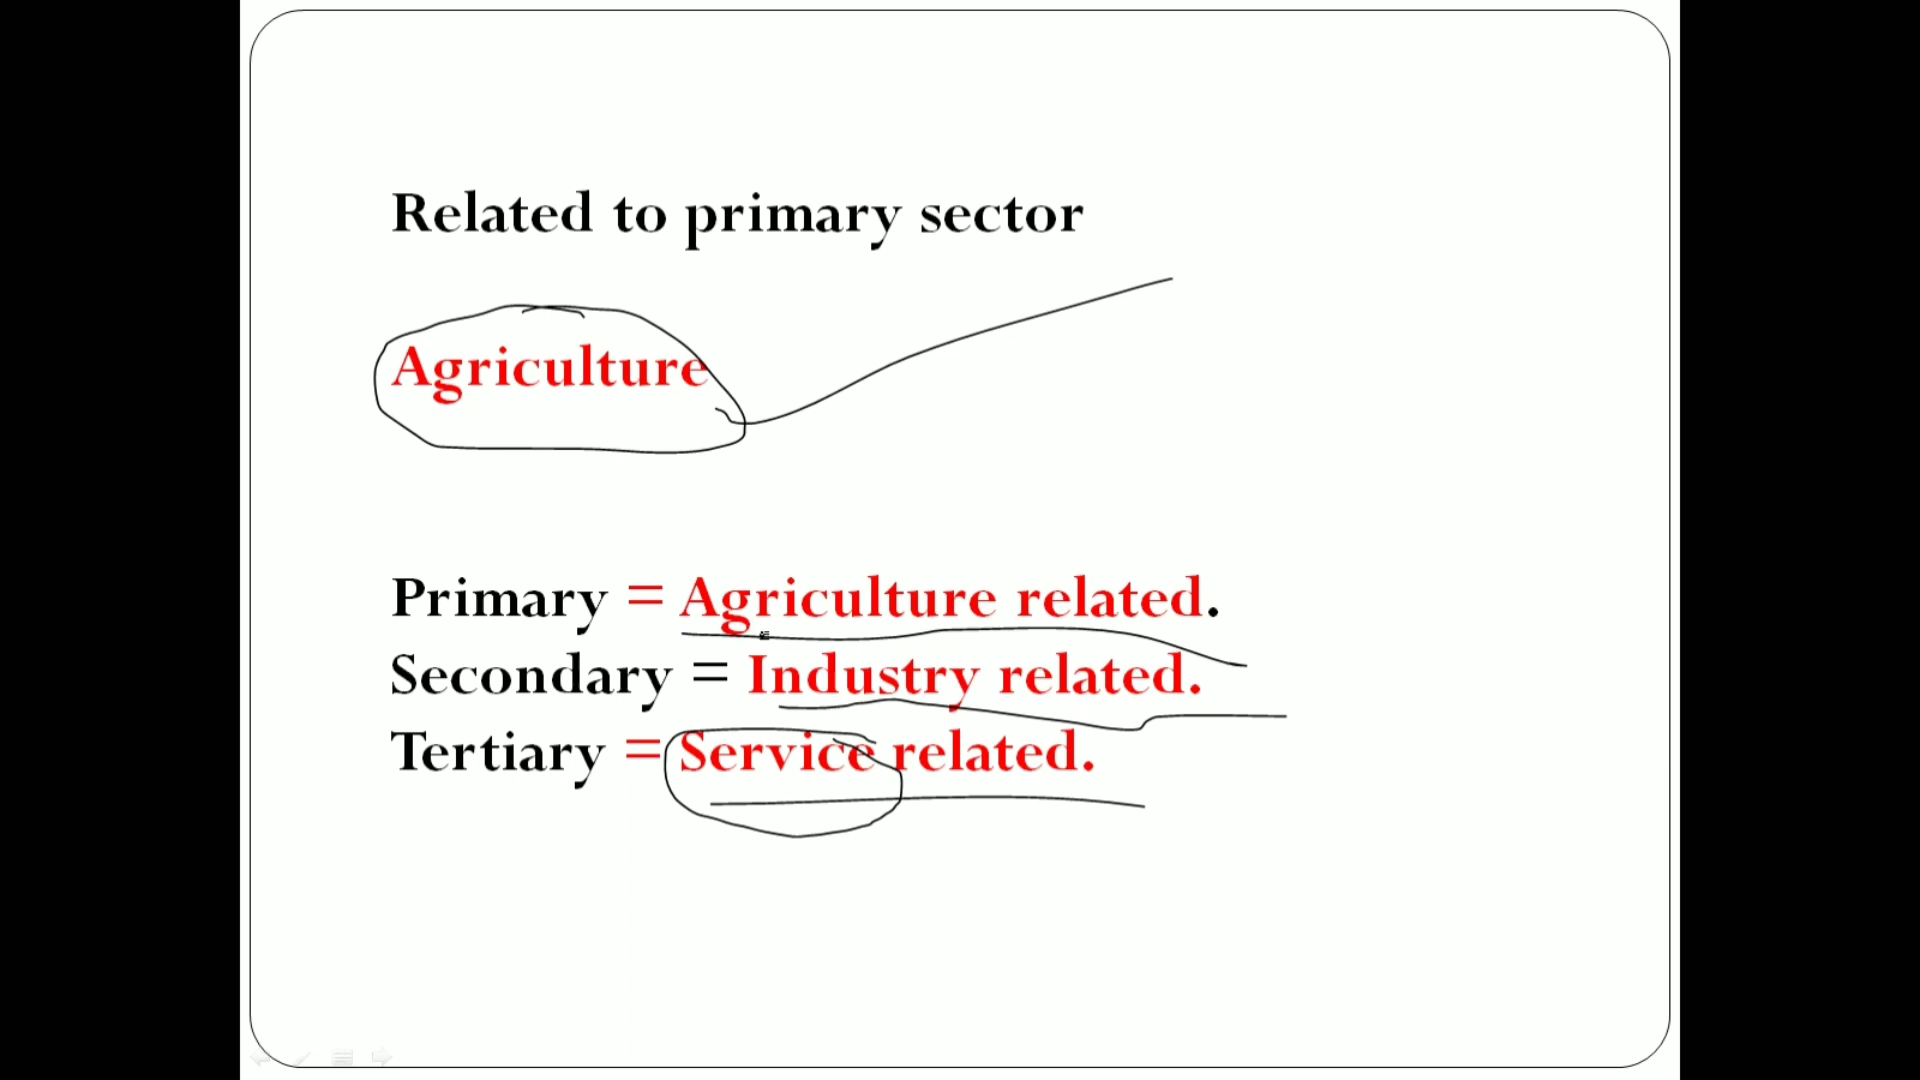 Related to primary sector
Agriculture
Primary = Agriculture related.
Secondary = Industry related.
Tertiary = Service related.